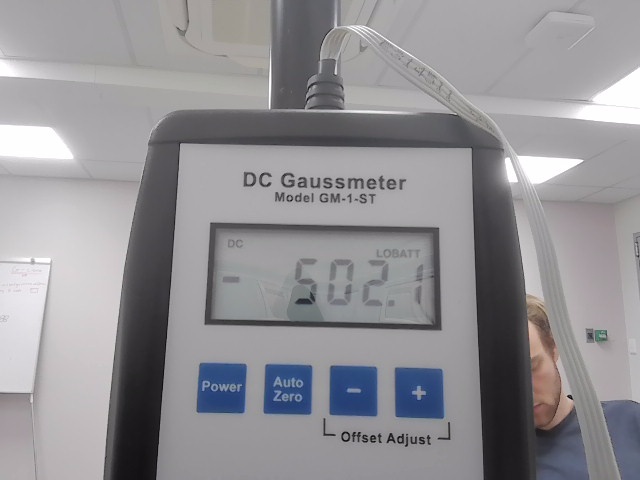 DC Gaussmeter
Model GM-1-ST
DC
LOBATT
- 502.1
Power
Auto
Zero
-
+
Offset Adjust